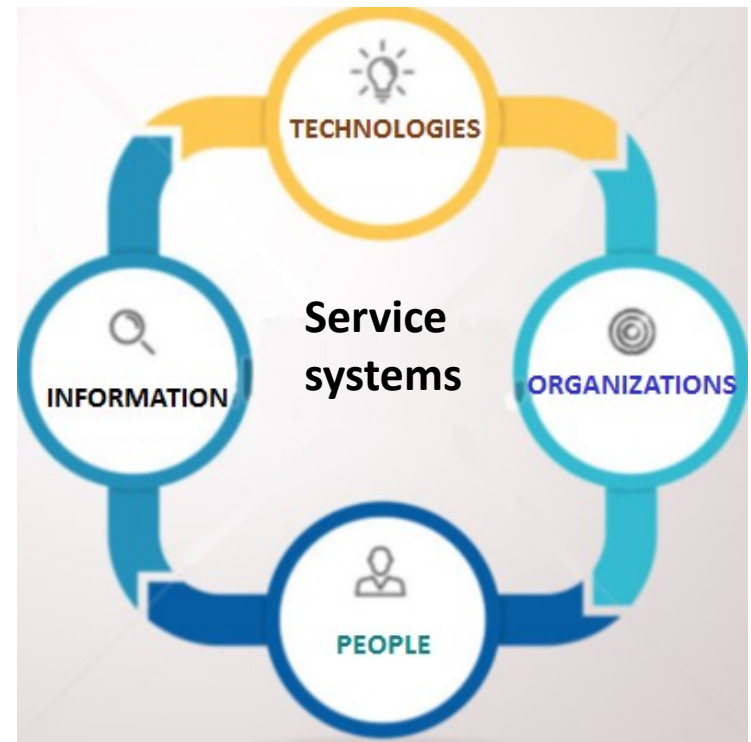 TECHNOLOGIES
Service
systems
INFORMATION
ORGANIZATIONS
PEOPLE